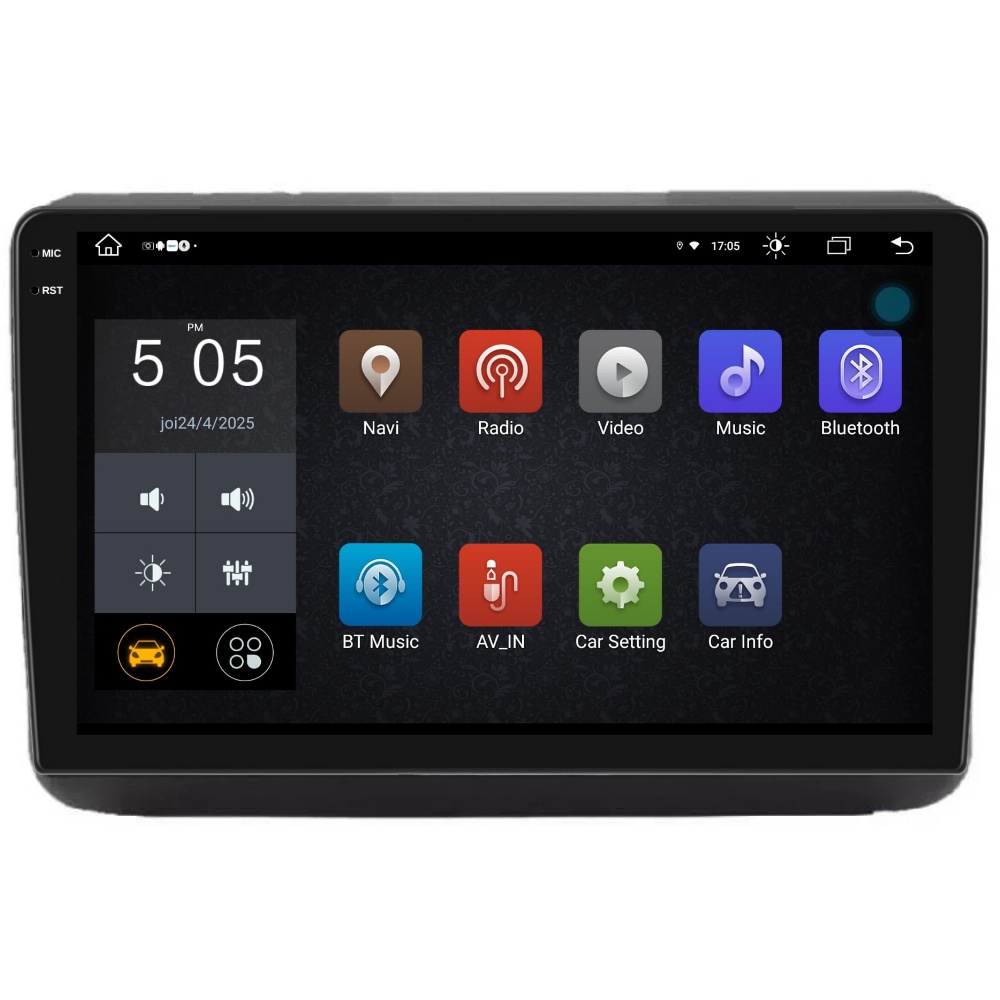 MIC
RST
17:05
PM
5 05
joi24/4/2025
Navi
Radio
Video
Music
Bluetooth
BT Music
AV_IN
Car Setting
Car Info